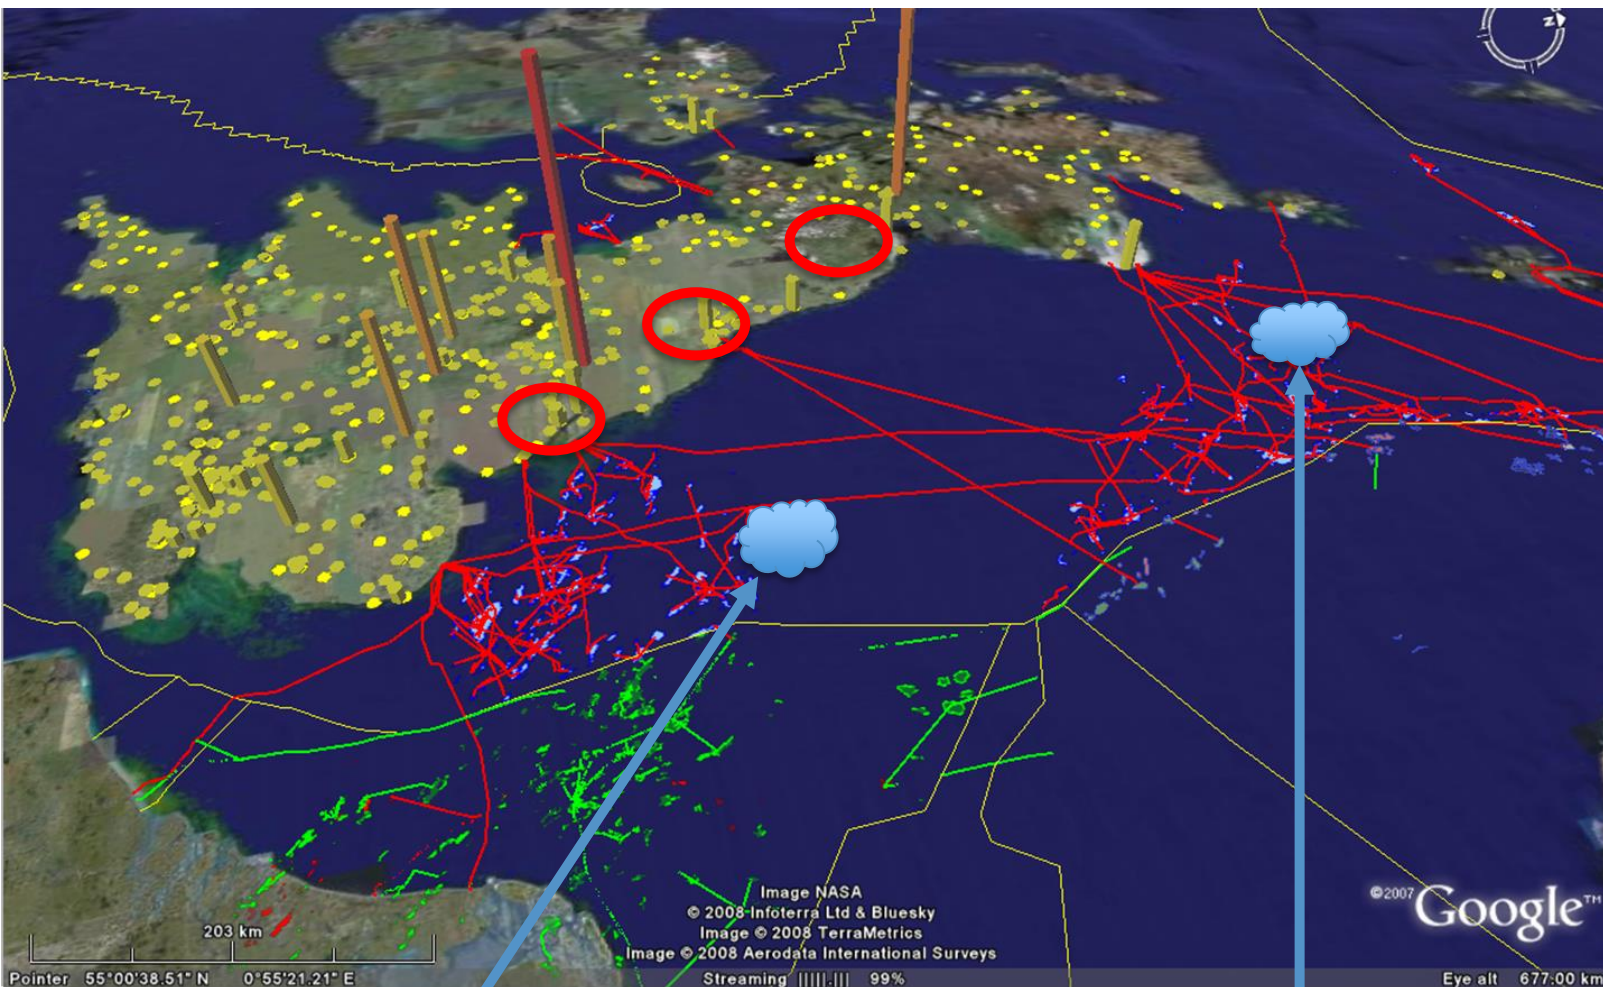 N
Image NASA
© 2008 Infoterra Ltd & Bluesky
Image © 2008 TerraMetrics
Image © 2008 Aerodata International Surveys
©2007 Google™
203 km
Pointer 55°00'38.51" N 0°55'21.21" E
Streaming |||||.||| 99%
Eye alt 677.00 km